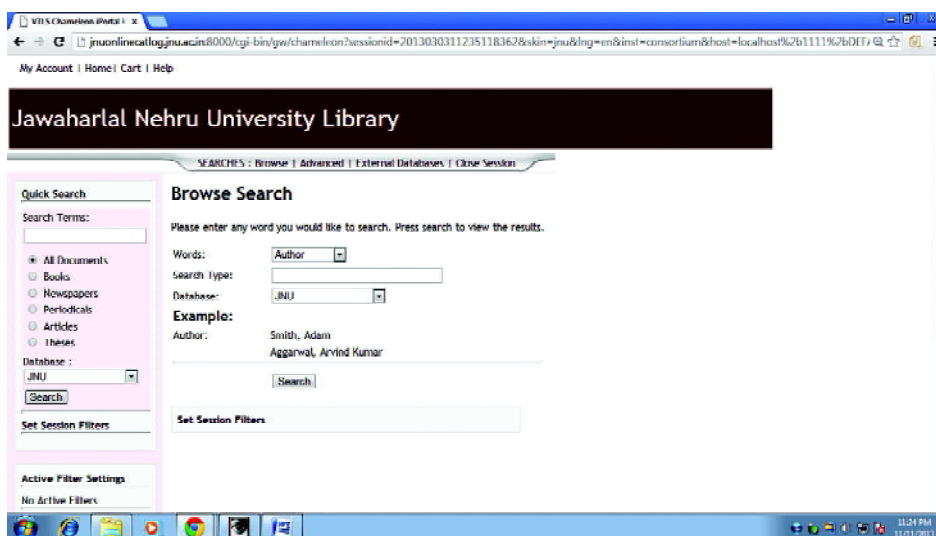 VTLS Chameleon iPortal
jnuonlinecatlog.jnu.ac.in:8000/cgi-bin/gw/chameleon?sessionid=2013030311235118362&skin=jnu&lng=en&inst=consortium&host=localhost%2b1111%2bDEFA
My Account | Home| Cart | Help
Jawaharlal Nehru University Library
SEARCHES : Browse | Advanced | External Databases | Close Session
Quick Search
Search Terms:
All Documents
Books
Newspapers
Periodicals
Articles
Theses
Database :
JNU
Search
Set Session Filters
Active Filter Settings
No Active Filters
Browse Search
Please enter any word you would like to search. Press search to view the results.
Words: Author
Search Type:
Database: JNU
Example:
Author: Smith, Adam
Aggarwal, Arvind Kumar
Search
Set Session Filters
11:24 PM
11/11/2013